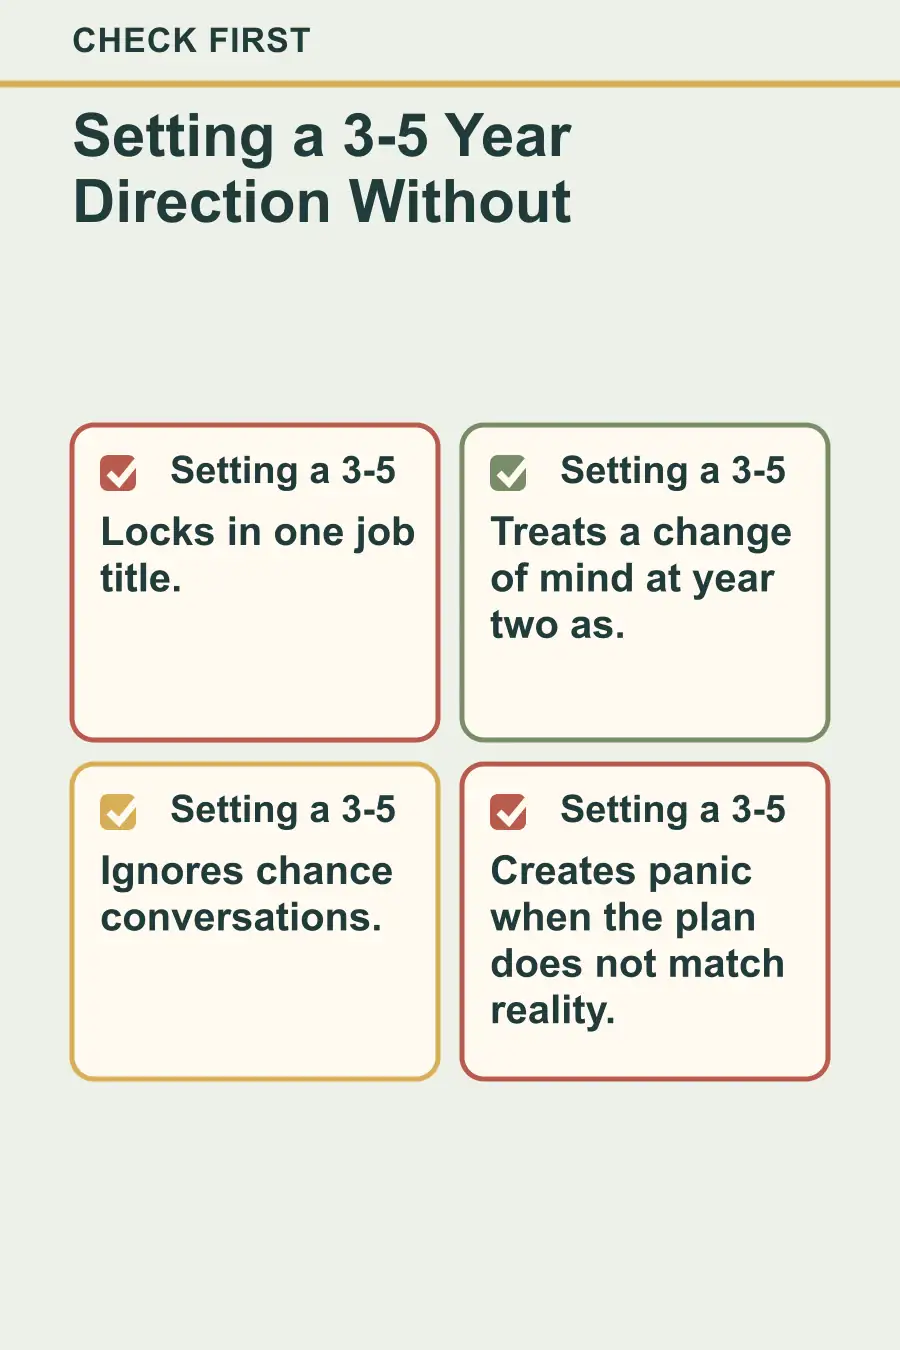 CHECK FIRST
Setting a 3-5 Year
Direction Without
Setting a 3-5
Locks in one job
title.
Setting a 3-5
Treats a change
of mind at year
two as.
Setting a 3-5
Ignores chance
conversations.
Setting a 3-5
Creates panic
when the plan
does not match
reality.